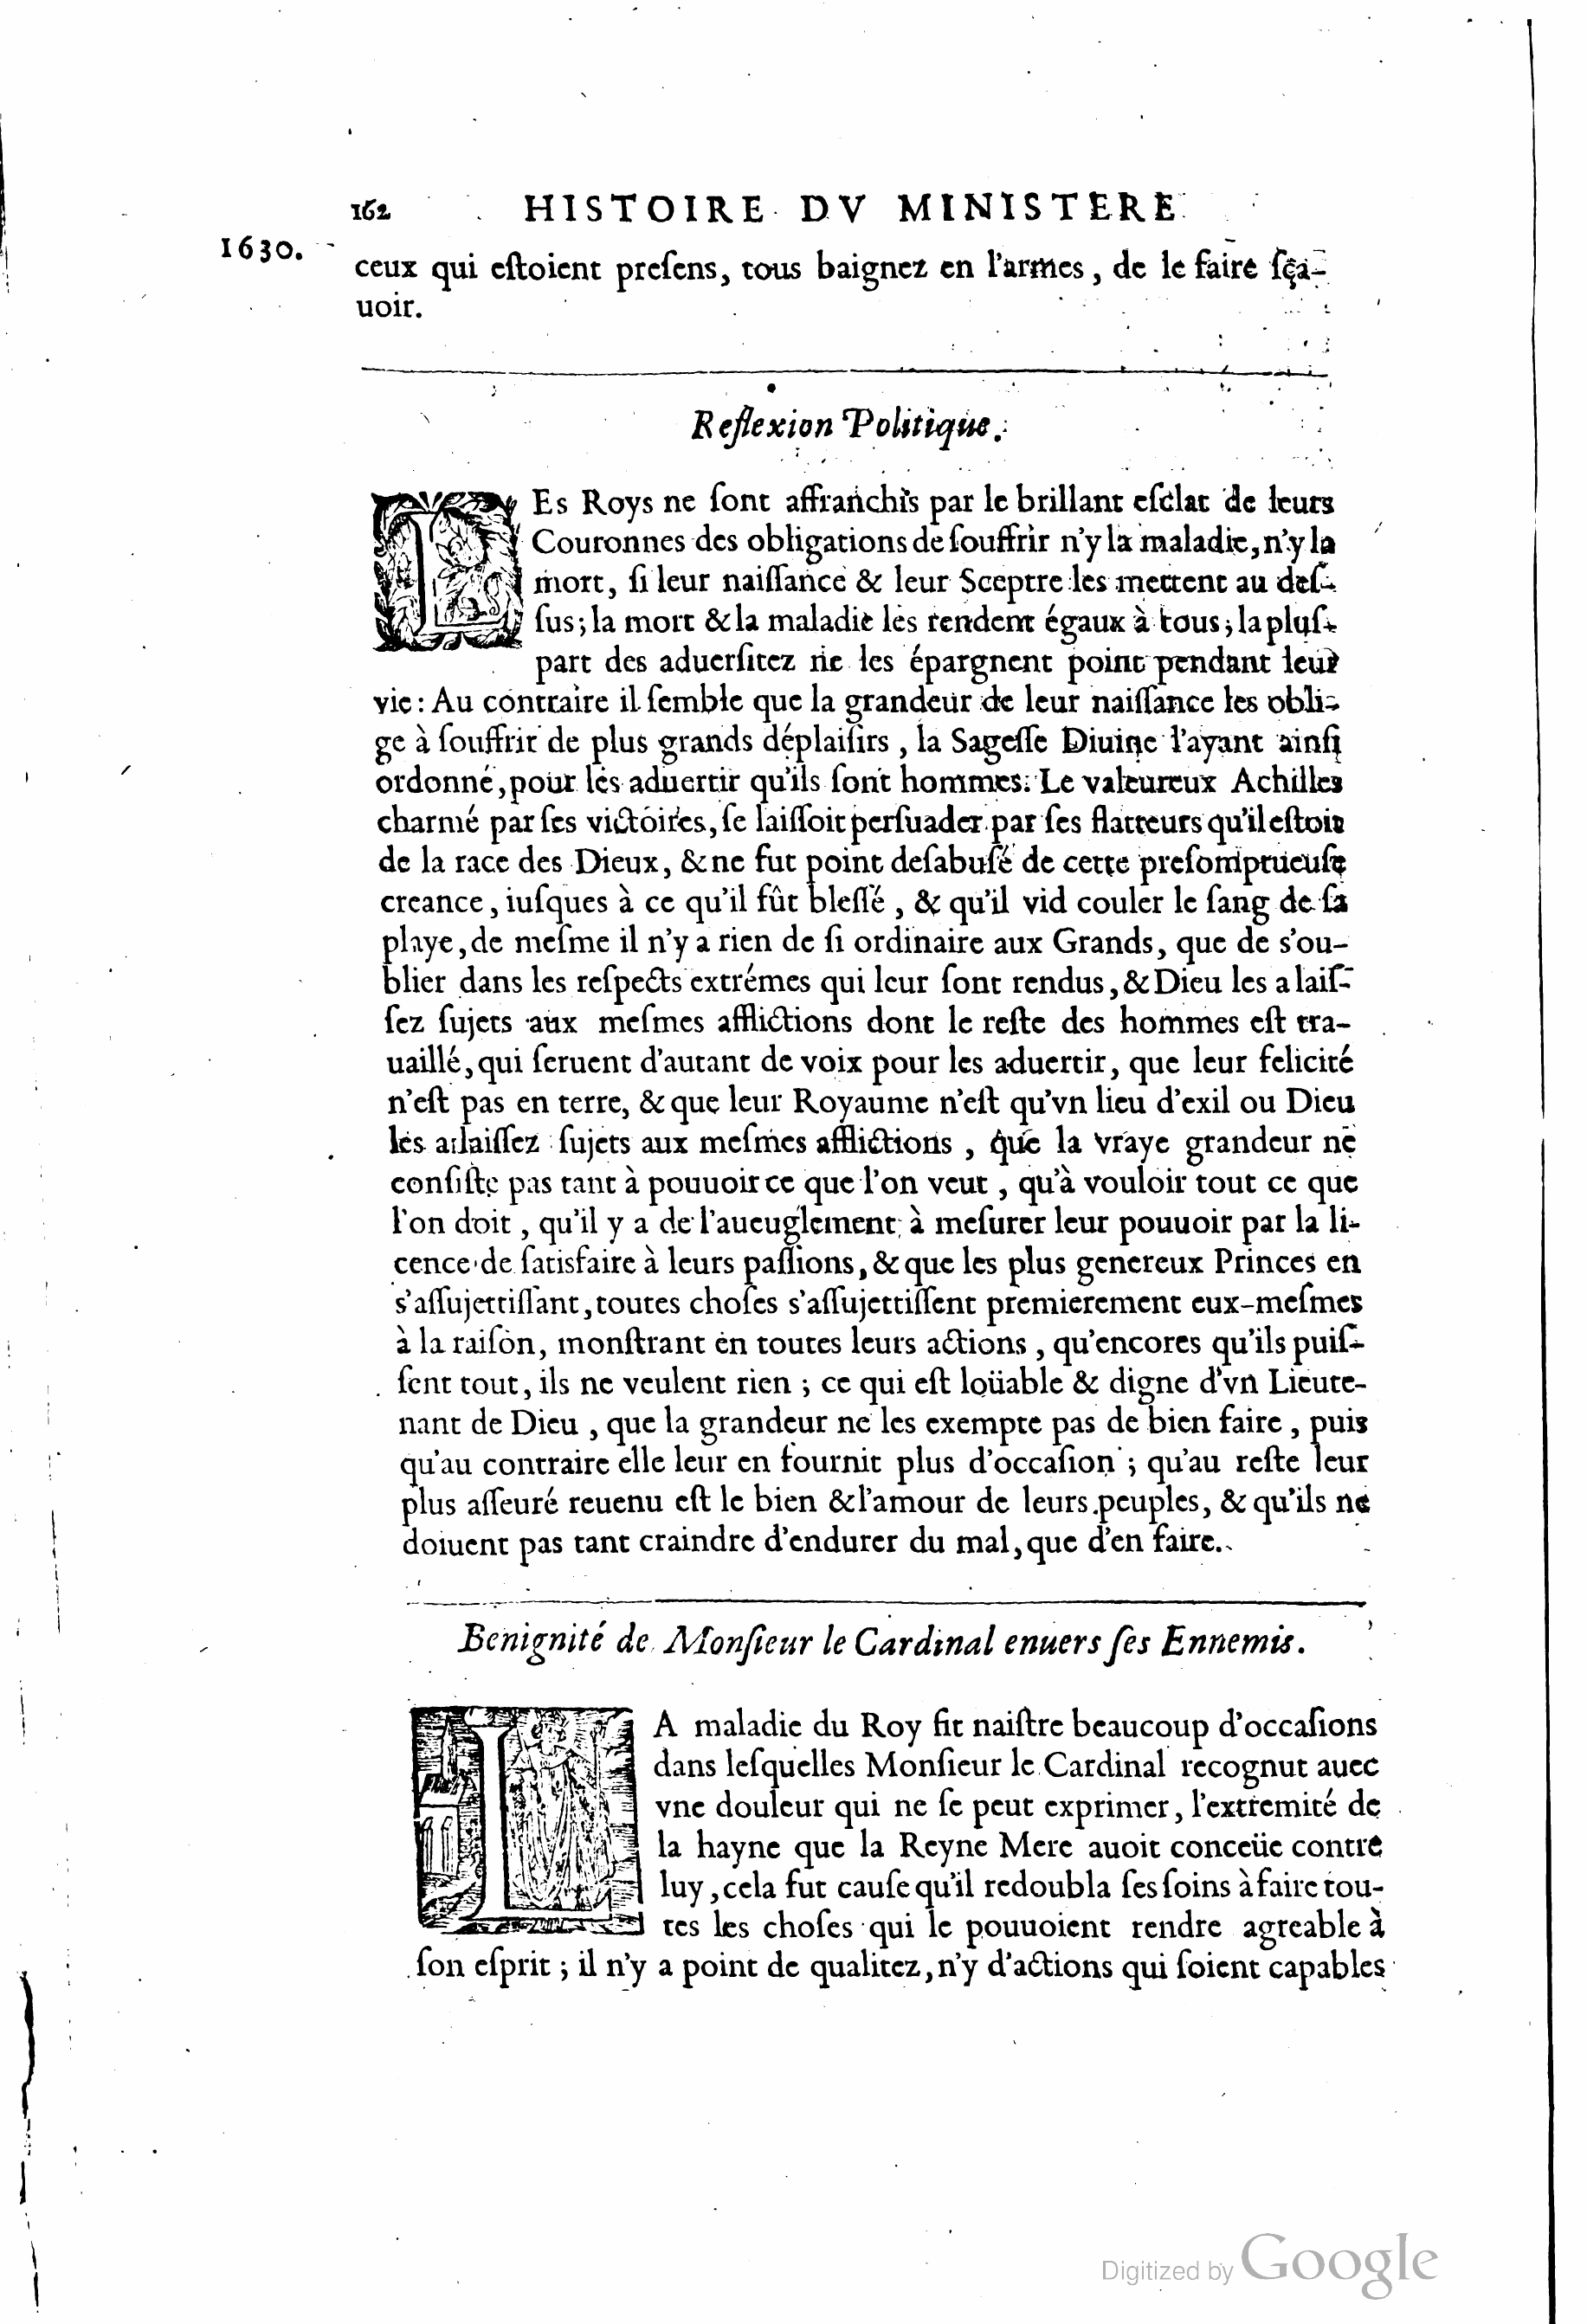 162 HISTOIRE DV MINISTERE
1630.
ceux qui eſtoient preſens, tous baignez en l'armes, de le faire ſça-
uoir.
Reflexion Politique.
LEs Roys ne ſont affranchis par le brillant eſclat de leurs
Couronnes des obligations de ſouffrir n'y la maladie, n'y la
mort, ſi leur naiſſance & leur Sceptre les mettent au deſ-
ſus; la mort & la maladie les rendent égaux à tous; la pluſ-
part des aduerſitez ne les épargnent point pendant leur
vie: Au contraire il ſemble que la grandeur de leur naiſſance les obli-
ge à ſouffrir de plus grands déplaiſirs, la Sageſſe Diuine l'ayant ainſi
ordonné, pour les aduertir qu'ils ſont hommes. Le valeureux Achilles
charmé par ſes victoires, ſe laiſſoit perſuader par ſes flatteurs qu'il eſtoit
de la race des Dieux, & ne fut point deſabuſé de cette preſomptueuſe
creance, iuſques à ce qu'il fût bleſſé, & qu'il vid couler le ſang de ſa
playe, de meſme il n'y a rien de ſi ordinaire aux Grands, que de s'ou-
blier dans les reſpects extrémes qui leur ſont rendus, & Dieu les a laiſ-
ſez ſujets aux meſmes afflictions dont le reſte des hommes eſt tra-
uaillé, qui ſeruent d'autant de voix pour les aduertir, que leur felicité
n'eſt pas en terre, & que leur Royaume n'eſt qu'vn lieu d'exil ou Dieu
les a laiſſez ſujets aux meſmes afflictions, que la vraye grandeur ne
conſiſte pas tant à pouuoir ce que l'on veut, qu'à vouloir tout ce que
l'on doit, qu'il y a de l'aueuglement à meſurer leur pouuoir par la li-
cence de ſatisfaire à leurs paſſions, & que les plus genereux Princes en
s'aſſujettiſſant, toutes choſes s'aſſujettiſſent premierement eux-meſmes
à la raiſon, monſtrant en toutes leurs actions, qu'encores qu'ils puiſ-
ſent tout, ils ne veulent rien; ce qui eſt loüable & digne d'vn Lieute-
nant de Dieu, que la grandeur ne les exempte pas de bien faire, puis
qu'au contraire elle leur en fournit plus d'occaſion; qu'au reſte leur
plus aſſeuré reuenu eſt le bien & l'amour de leurs peuples, & qu'ils ne
doiuent pas tant craindre d'endurer du mal, que d'en faire.
Benignité de Monſieur le Cardinal enuers ſes Ennemis.
LA maladie du Roy fit naiſtre beaucoup d'occaſions
dans leſquelles Monſieur le Cardinal recognut auec
vne douleur qui ne ſe peut exprimer, l'extremité de
la hayne que la Reyne Mere auoit conceüe contre
luy, cela fut cauſe qu'il redoubla ſes ſoins à faire tou-
tes les choſes qui le pouuoient rendre agreable à
ſon eſprit; il n'y a point de qualitez, n'y d'actions qui ſoient capables
Digitized by Google